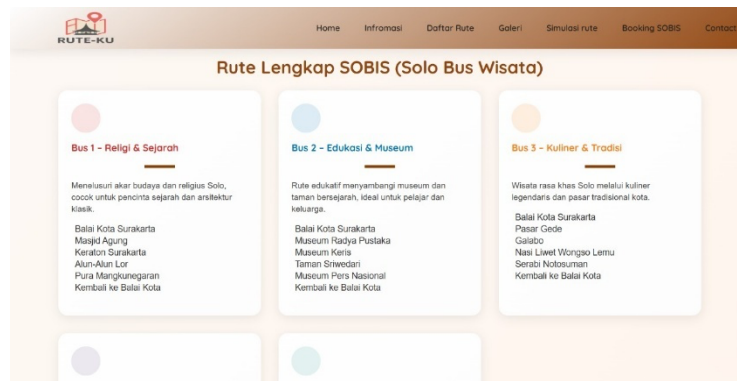 RUTE-KU
Home Infromasi Daftar Rute Galeri Simulasi rute Booking SOBIS Contact
Rute Lengkap SOBIS (Solo Bus Wisata)
Bus 1 – Religi & Sejarah
Menelusuri akar budaya dan religius Solo,
cocok untuk pencinta sejarah dan arsitektur
klasik.
Balai Kota Surakarta
Masjid Agung
Keraton Surakarta
Alun-Alun Lor
Pura Mangkunegaran
Kembali ke Balai Kota
Bus 2 – Edukasi & Museum
Rute edukatif menyambangi museum dan
taman bersejarah, ideal untuk pelajar dan
keluarga.
Balai Kota Surakarta
Museum Radya Pustaka
Museum Keris
Taman Sriwedari
Museum Pers Nasional
Kembali ke Balai Kota
Bus 3 – Kuliner & Tradisi
Wisata rasa khas Solo melalui kuliner
legendaris dan pasar tradisional kota.
Balai Kota Surakarta
Pasar Gede
Galabo
Nasi Liwet Wongso Lemu
Serabi Notosuman
Kembali ke Balai Kota